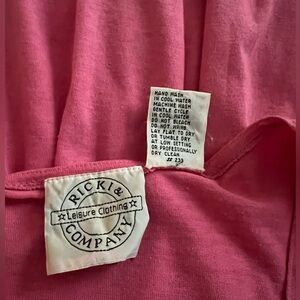 HAND WASH
IN COOL WATER
MACHINE WASH
GENTLE CYCLE
IN COOL WATER
DO NOT BLEACH
DO NOT WRING
LAY FLAT TO DRY
OR TUMBLE DRY
AT LOW SETTING
OR PROFESSIONALLY
DRY CLEAN
RICKI &
☆ Leisure Clothing ☆
COMPANY